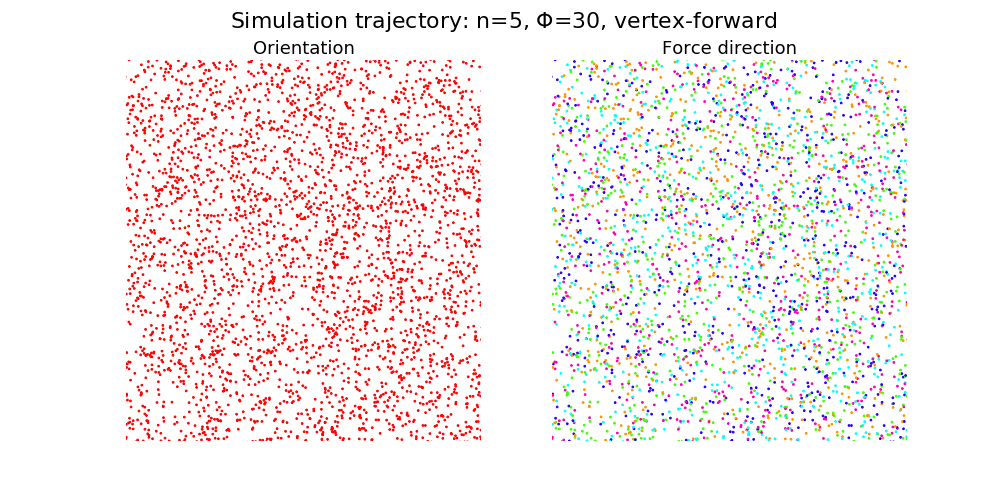 Simulation trajectory: n=5, Φ=30, vertex-forward
Orientation
Force direction